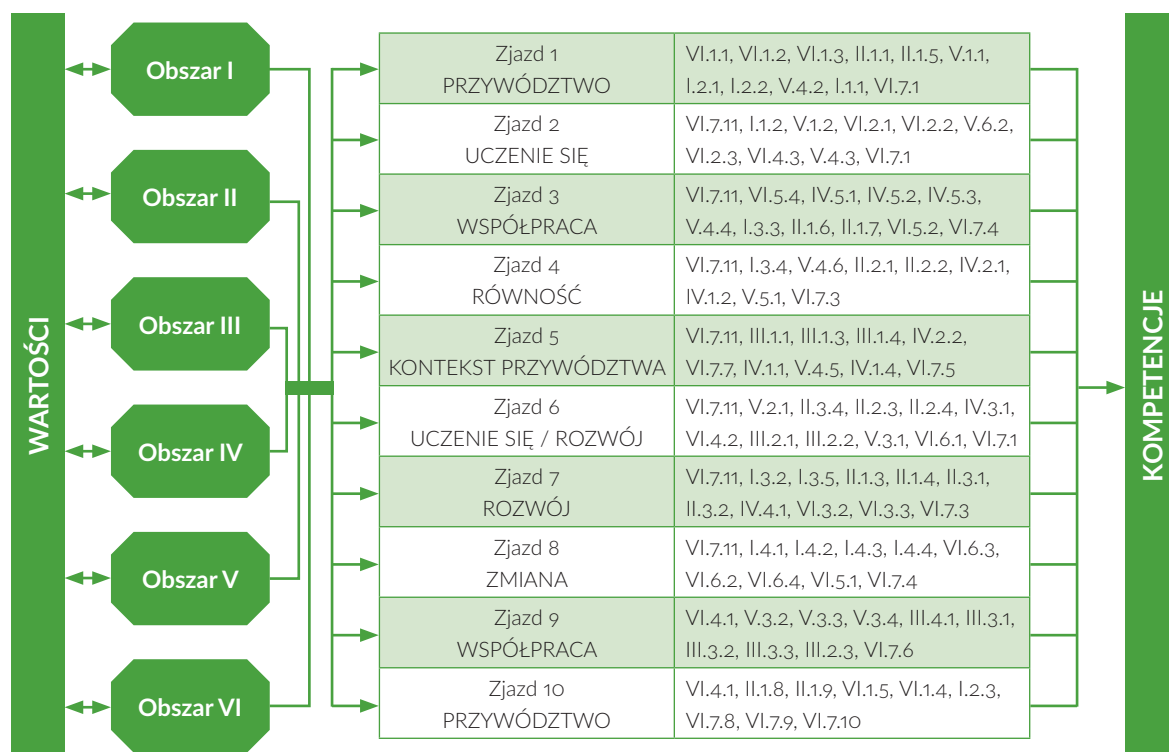 WARTOŚCI
Obszar I
Obszar II
Obszar III
Obszar IV
Obszar V
Obszar VI
Zjazd 1
PRZYWÓDZTWO
VI.1.1, VI.1.2, VI.1.3, II.1.1, II.1.5, V.1.1,
I.2.1, I.2.2, V.4.2, I.1.1, VI.7.1
Zjazd 2
UCZENIE SIĘ
VI.7.11, I.1.2, V.1.2, VI.2.1, VI.2.2, V.6.2,
VI.2.3, VI.4.3, V.4.3, VI.7.1
Zjazd 3
WSPÓŁPRACA
VI.7.11, VI.5.4, IV.5.1, IV.5.2, IV.5.3,
V.4.4, I.3.3, II.1.6, II.1.7, VI.5.2, VI.7.4
Zjazd 4
RÓWNOŚĆ
VI.7.11, I.3.4, V.4.6, II.2.1, II.2.2, IV.2.1,
IV.1.2, V.5.1, VI.7.3
Zjazd 5
KONTEKST PRZYWÓDZTWA
VI.7.11, III.1.1, III.1.3, III.1.4, IV.2.2,
VI.7.7, IV.1.1, V.4.5, IV.1.4, VI.7.5
Zjazd 6
UCZENIE SIĘ / ROZWÓJ
VI.7.11, V.2.1, II.3.4, II.2.3, II.2.4, IV.3.1,
VI.4.2, III.2.1, III.2.2, V.3.1, VI.6.1, VI.7.1
Zjazd 7
ROZWÓJ
VI.7.11, I.3.2, I.3.5, II.1.3, II.1.4, II.3.1,
II.3.2, IV.4.1, VI.3.2, VI.3.3, VI.7.3
Zjazd 8
ZMIANA
VI.7.11, I.4.1, I.4.2, I.4.3, I.4.4, VI.6.3,
VI.6.2, VI.6.4, VI.5.1, VI.7.4
Zjazd 9
WSPÓŁPRACA
VI.4.1, V.3.2, V.3.3, V.3.4, III.4.1, III.3.1,
III.3.2, III.3.3, III.2.3, VI.7.6
Zjazd 10
PRZYWÓDZTWO
VI.4.1, II.1.8, II.1.9, VI.1.5, VI.1.4, I.2.3,
VI.7.8, VI.7.9, VI.7.10
KOMPETENCJE